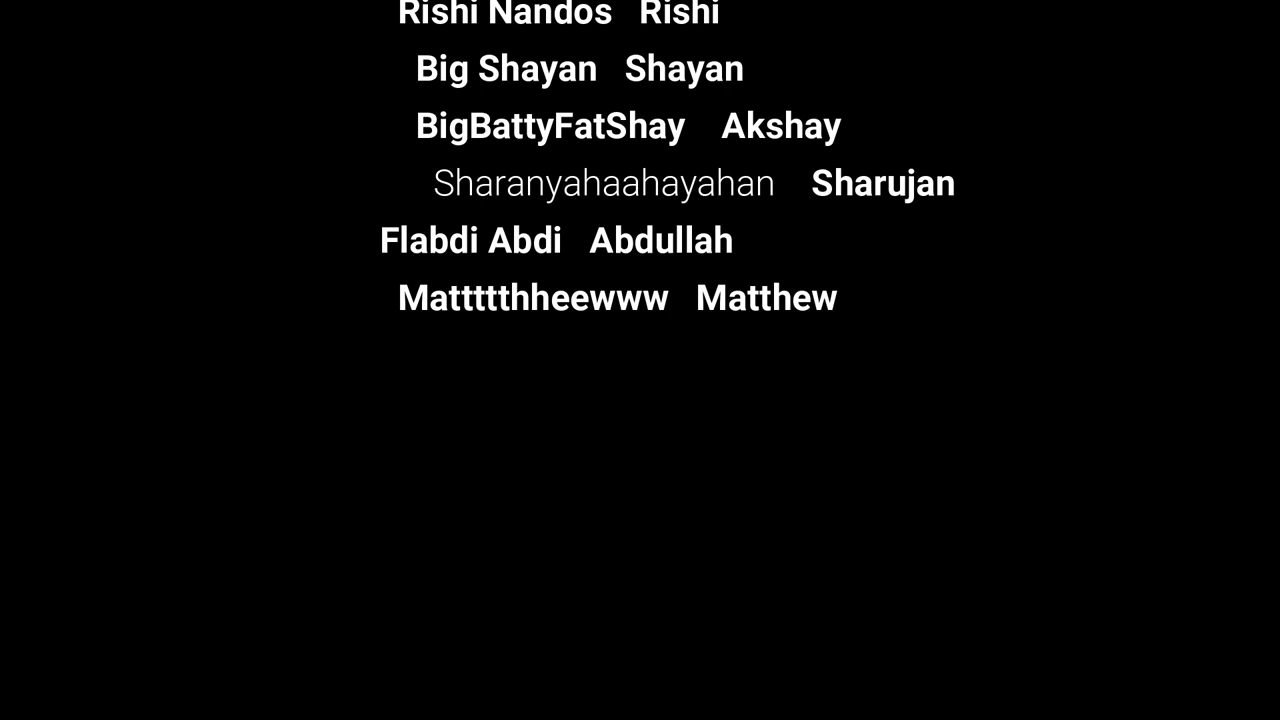 Rishi Nandos Rishi
Big Shayan Shayan
BigBattyFatShay Akshay
Sharanyahaahayahan Sharujan
Flabdi Abdi Abdullah
Mattttthheewww Matthew